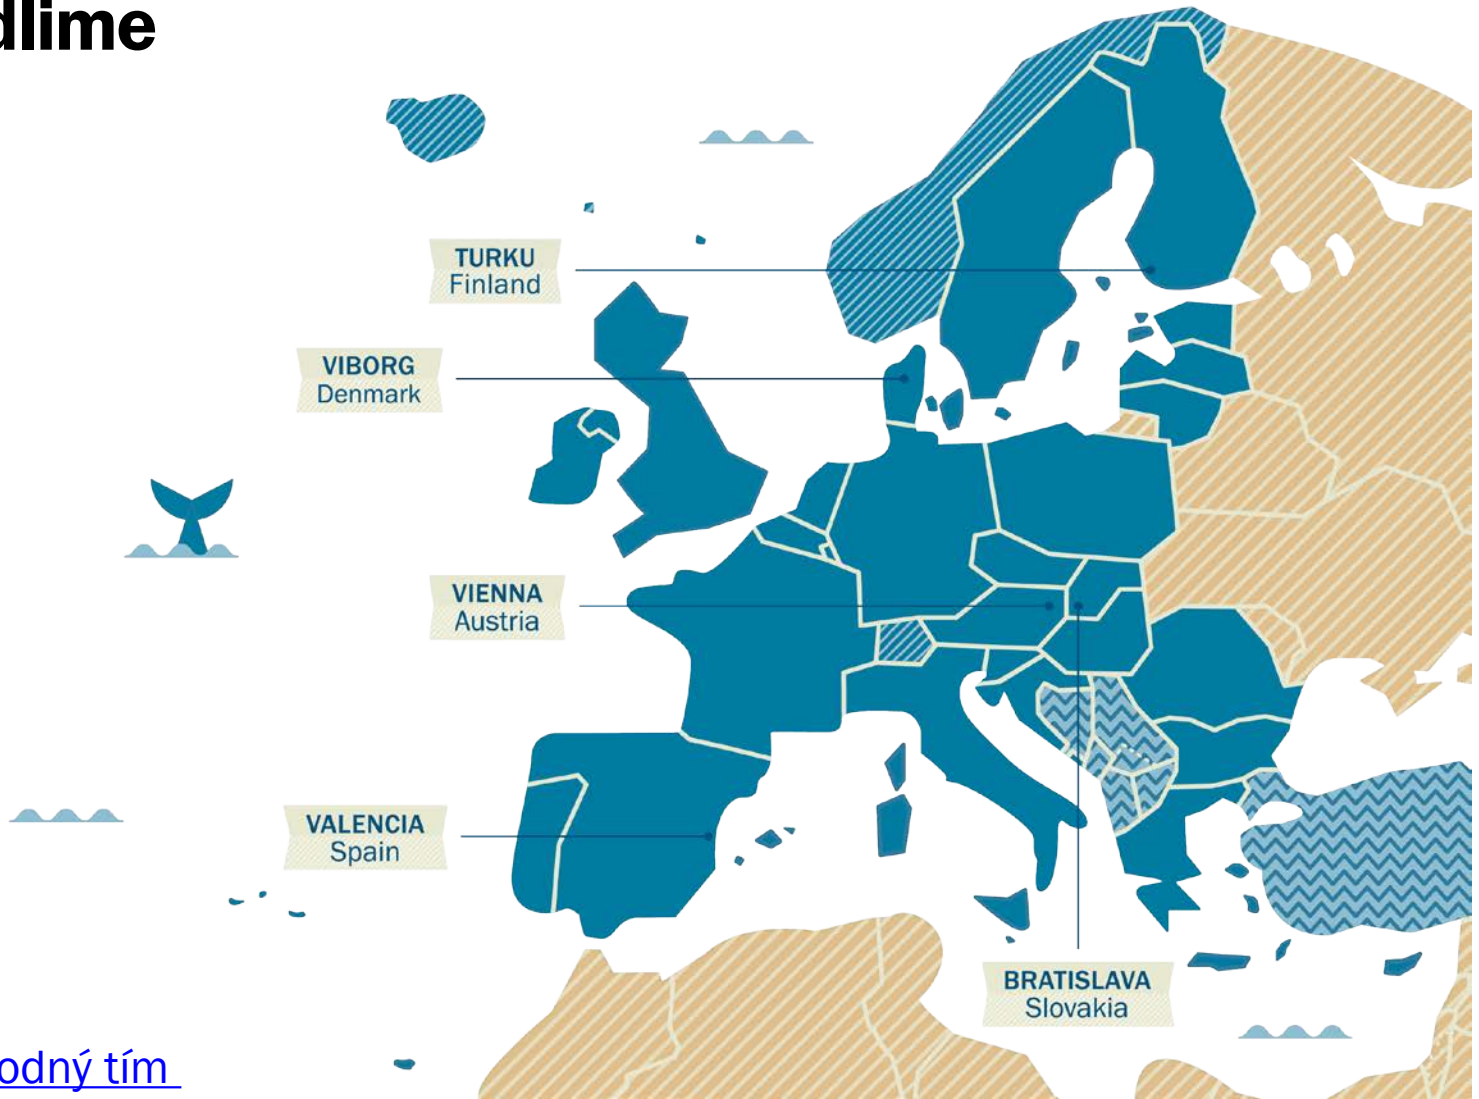 dlime
TURKU
Finland
VIBORG
Denmark
VIENNA
Austria
VALENCIA
Spain
BRATISLAVA
Slovakia
odný tím